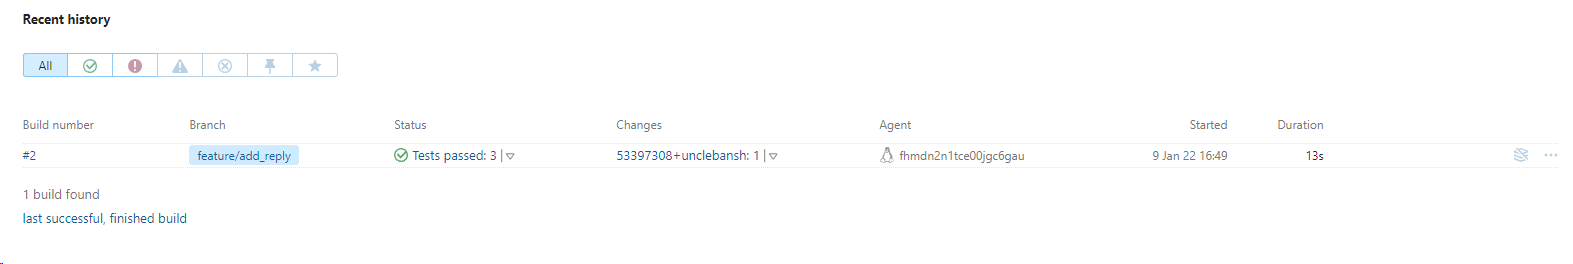 Recent history
All
Build number Branch Status Changes Agent Started Duration
#2 feature/add_reply Tests passed: 3 | 53397308+unclebansh: 1 | fhmdn2n1tce00jgc6gau 9 Jan 22 16:49 13s
1 build found
last successful, finished build